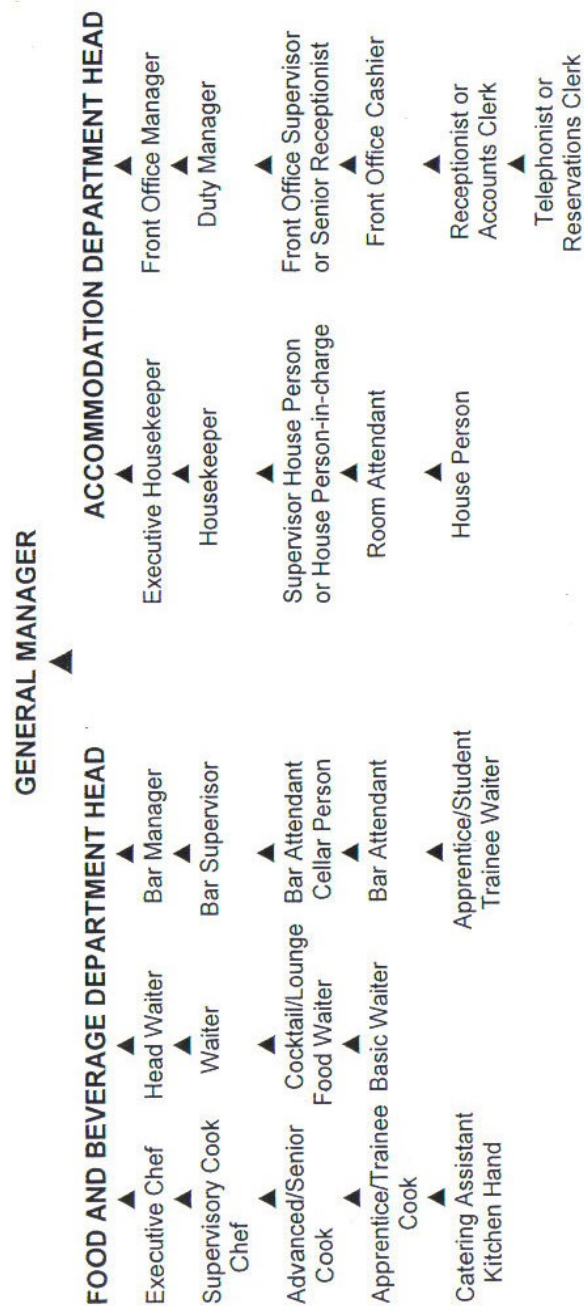 GENERAL MANAGER
FOOD AND BEVERAGE DEPARTMENT HEAD
ACCOMMODATION DEPARTMENT HEAD
Executive Chef
Head Waiter
Bar Manager
Executive Housekeeper
Front Office Manager
Supervisory Cook
Chef
Waiter
Bar Supervisor
Housekeeper
Duty Manager
Advanced/Senior
Cook
Cocktail/Lounge
Food Waiter
Bar Attendant
Cellar Person
Supervisor House Person
or House Person-in-charge
Front Office Supervisor
or Senior Receptionist
Apprentice/Trainee
Cook
Basic Waiter
Bar Attendant
Room Attendant
Front Office Cashier
Catering Assistant
Kitchen Hand
Apprentice/Student
Trainee Waiter
House Person
Receptionist or
Accounts Clerk
Telephonist or
Reservations Clerk